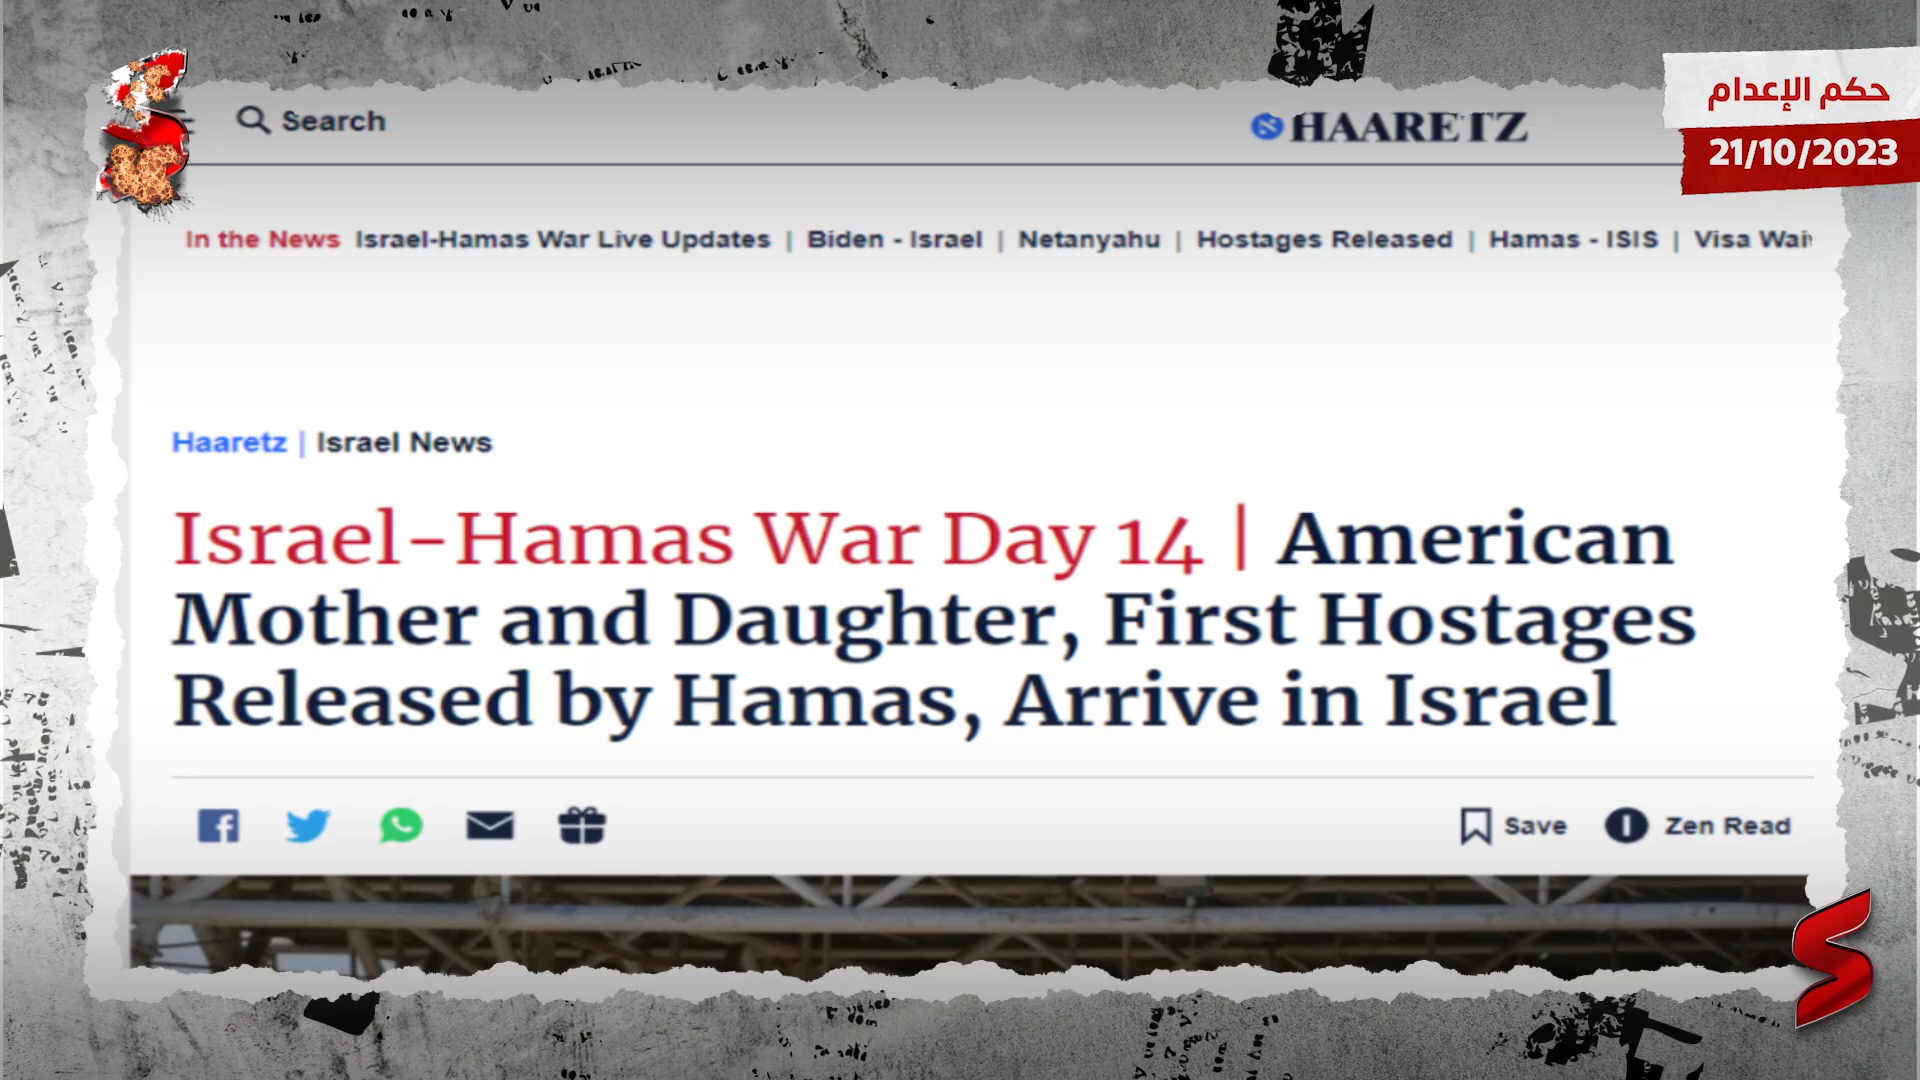 حكم الإعدام
21/10/2023
Search
HAARETZ
In the News Israel-Hamas War Live Updates | Biden - Israel | Netanyahu | Hostages Released | Hamas - ISIS | Visa
Haaretz | Israel News
Israel-Hamas War Day 14 | American
Mother and Daughter, First Hostages
Released by Hamas, Arrive in Israel
Save
Zen Read